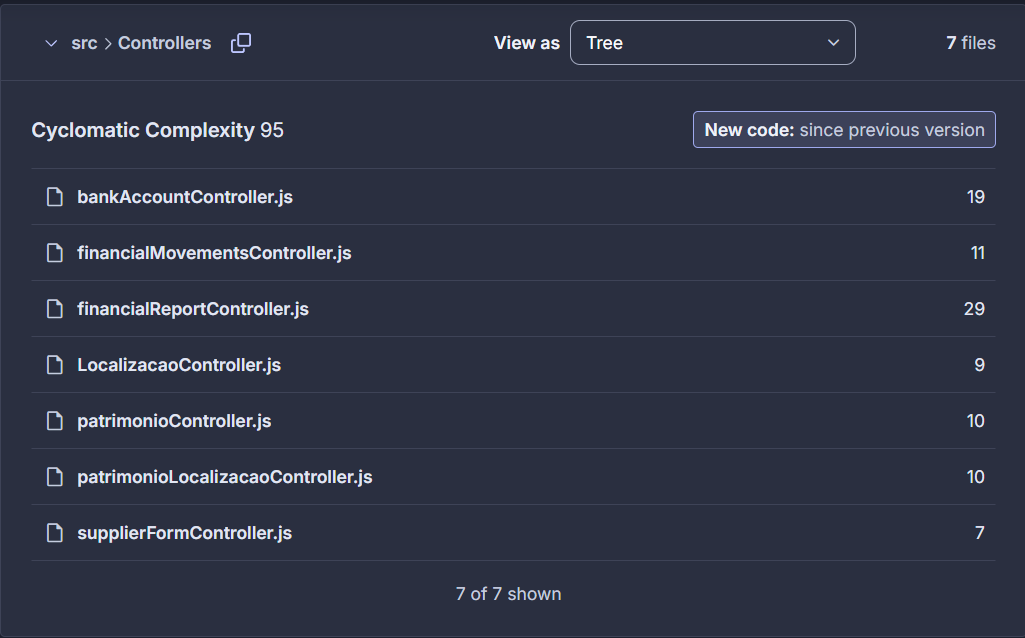 src > Controllers View as Tree 7 files
Cyclomatic Complexity 95 New code: since previous version
bankAccountController.js 19
financialMovementsController.js 11
financialReportController.js 29
LocalizacaoController.js 9
patrimonioController.js 10
patrimonioLocalizacaoController.js 10
supplierFormController.js 7
7 of 7 shown